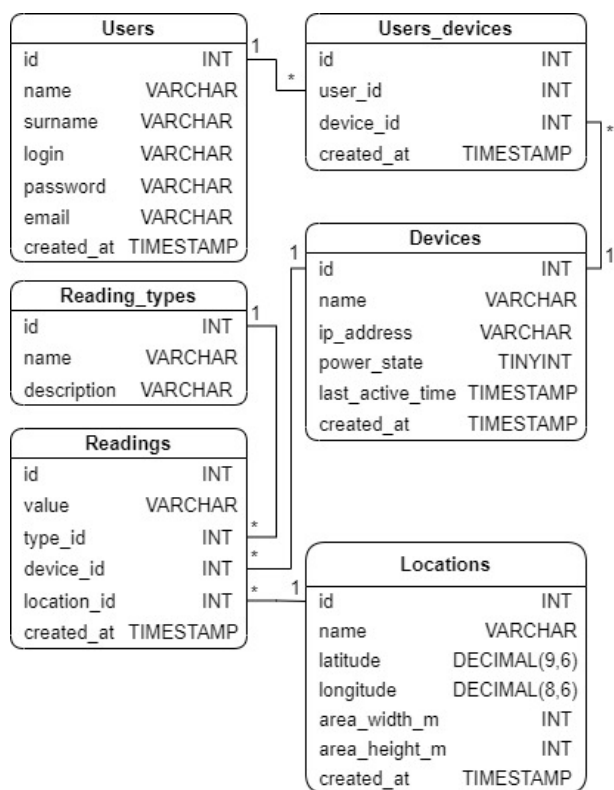 Users
id INT
name VARCHAR
surname VARCHAR
login VARCHAR
password VARCHAR
email VARCHAR
created_at TIMESTAMP
1
*
Users_devices
id INT
user_id INT
device_id INT
created_at TIMESTAMP
*
1
Devices
1
id INT
name VARCHAR
ip_address VARCHAR
power_state TINYINT
last_active_time TIMESTAMP
created_at TIMESTAMP
Reading_types
1
id INT
name VARCHAR
description VARCHAR
Readings
id INT
value VARCHAR
type_id INT *
device_id INT *
location_id INT *
created_at TIMESTAMP
1
Locations
id INT
name VARCHAR
latitude DECIMAL(9,6)
longitude DECIMAL(8,6)
area_width_m INT
area_height_m INT
created_at TIMESTAMP